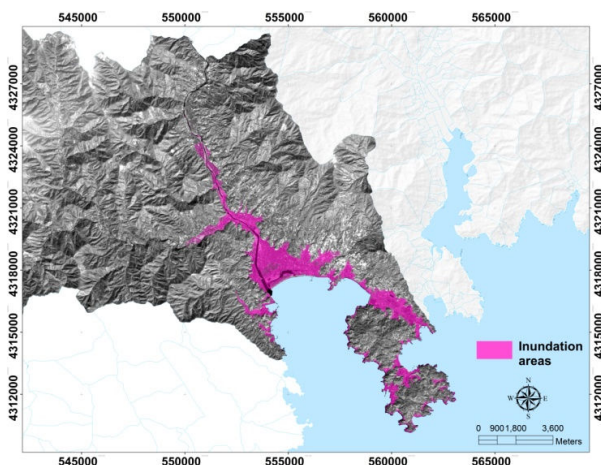 545000 550000 555000 560000 565000
4327000 4327000
4324000 4324000
4321000 4321000
4318000 4318000
4315000 4315000
4312000 4312000
Inundation
areas
N
W E
S
0 900 1,800 3,600
Meters
545000 550000 555000 560000 565000